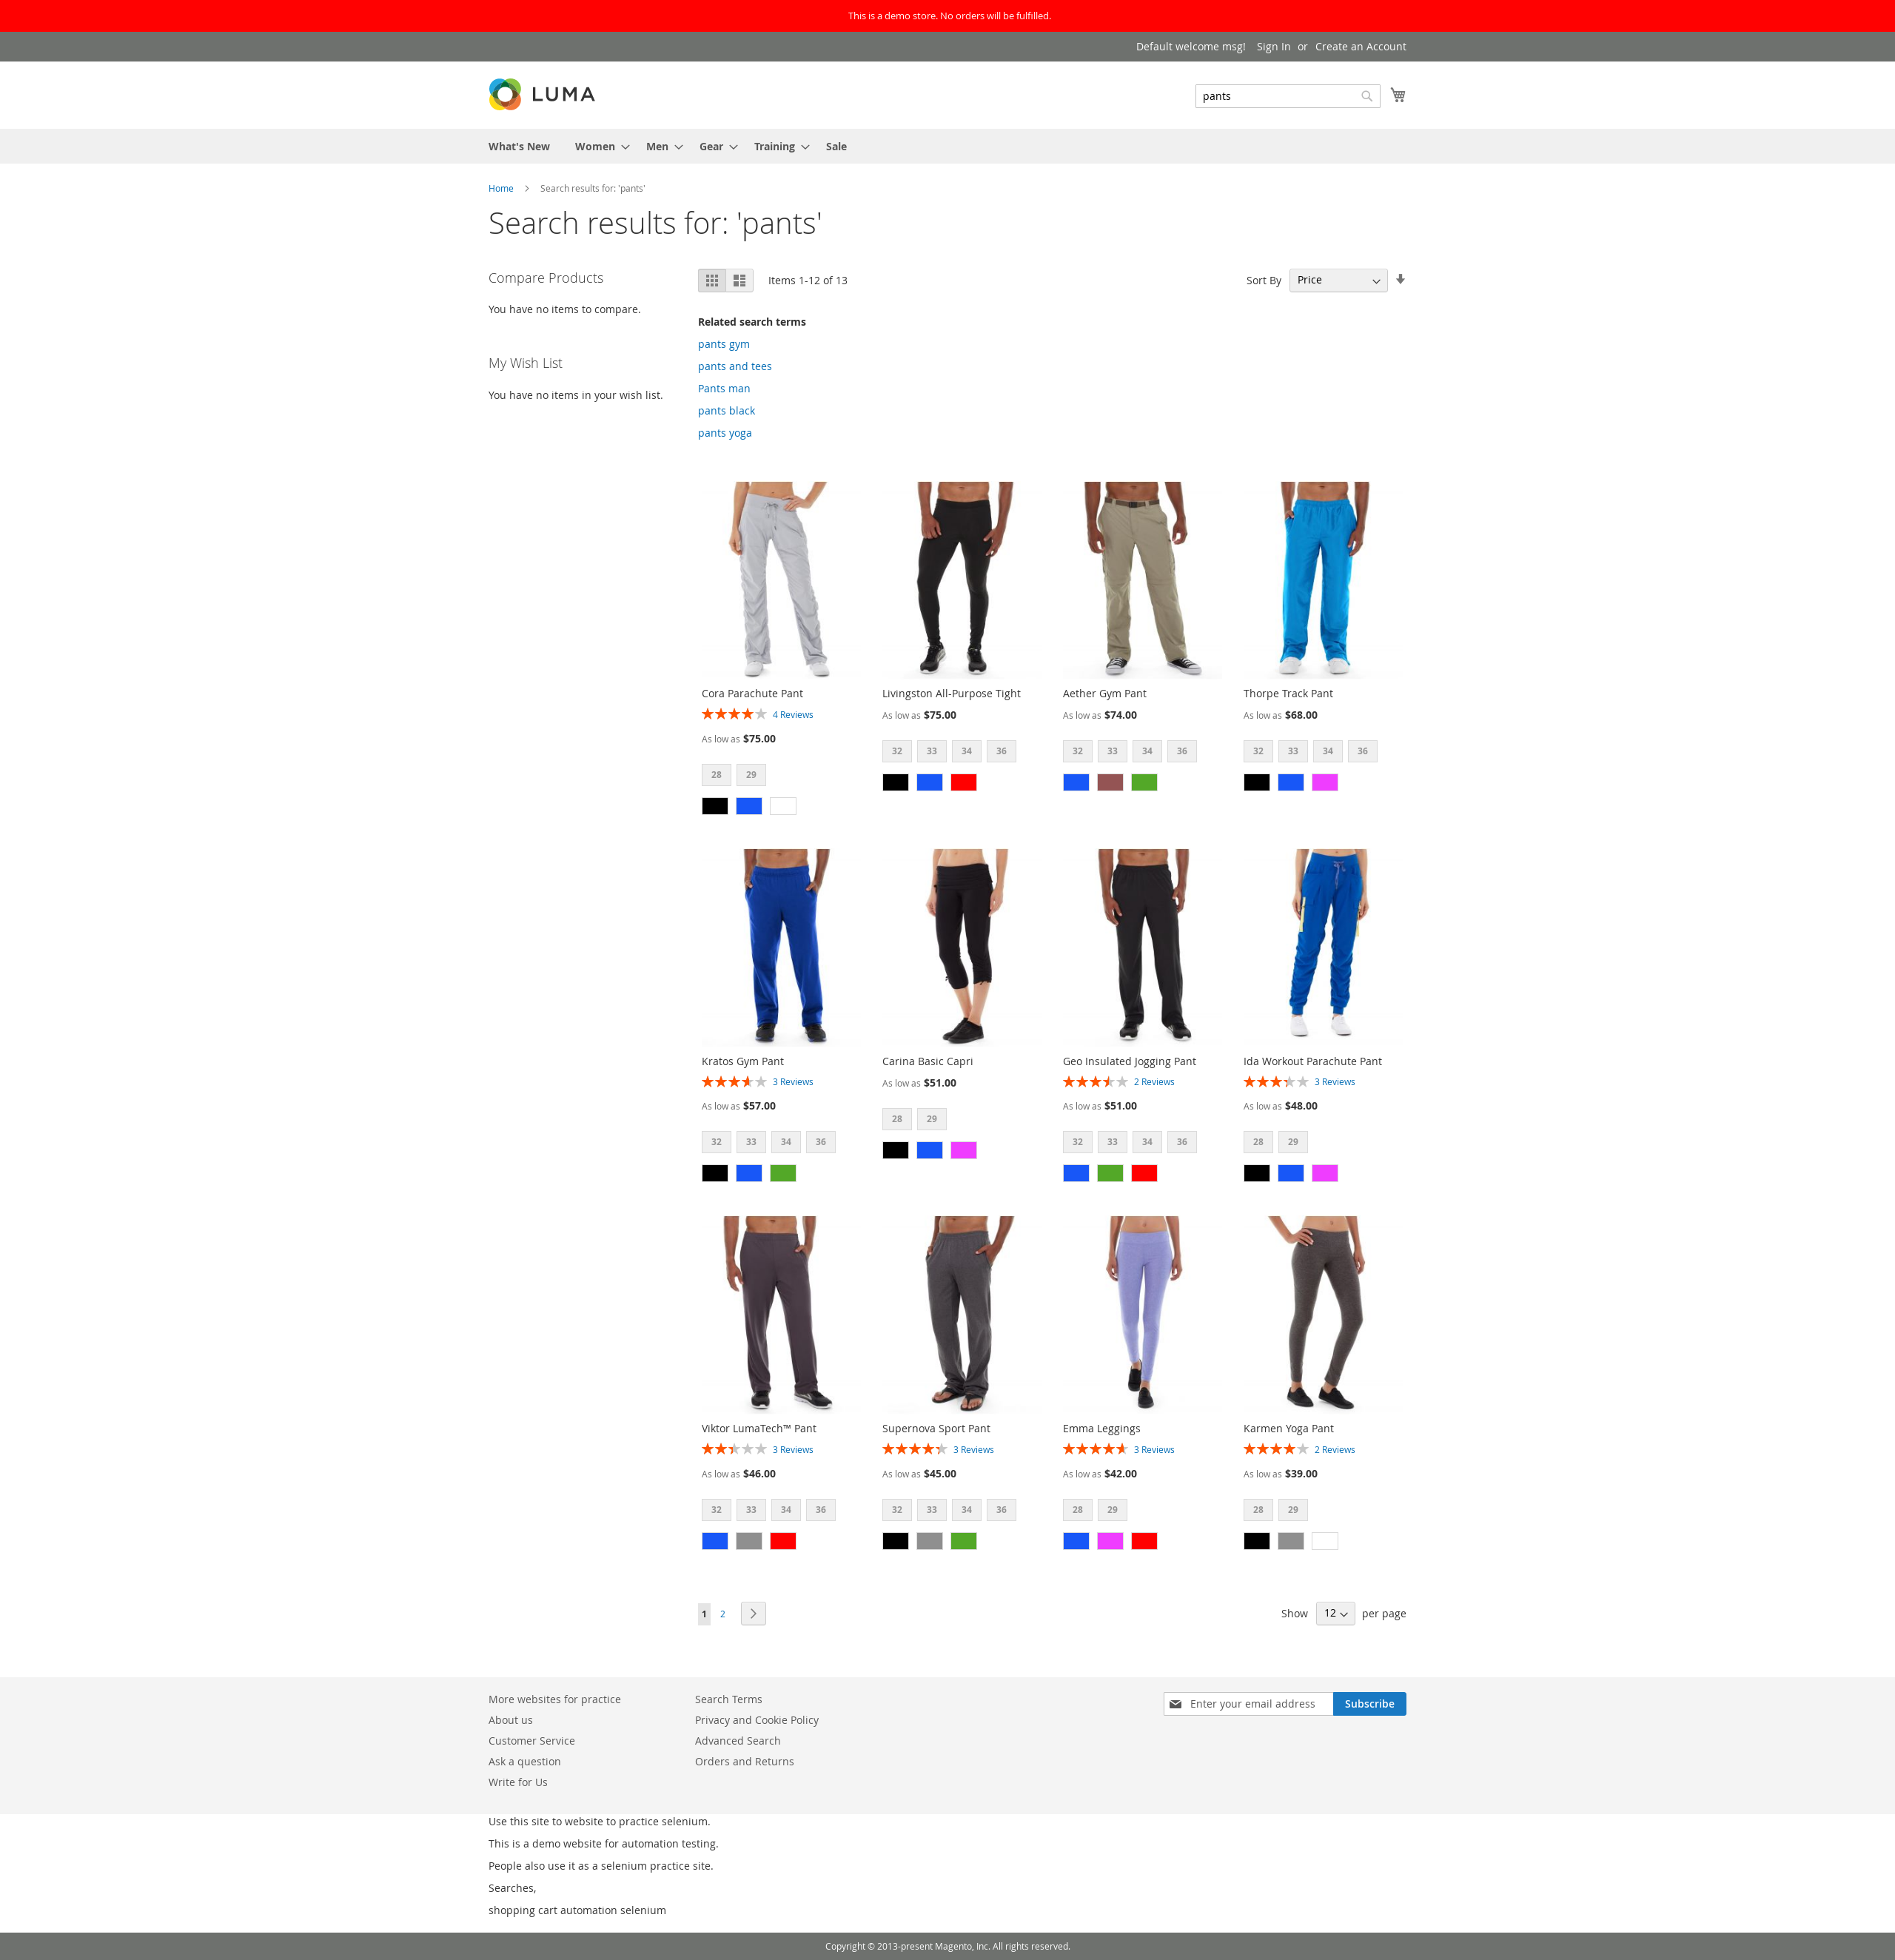 This is a demo store. No orders will be fulfilled.
Default welcome msg! Sign In or Create an Account
LUMA
pants
What's New Women Men Gear Training Sale
Home Search results for: 'pants'
Search results for: 'pants'
Compare Products
You have no items to compare.
My Wish List
You have no items in your wish list.
Items 1-12 of 13
Sort By Price
Related search terms
pants gym
pants and tees
Pants man
pants black
pants yoga
Cora Parachute Pant
4 Reviews
As low as $75.00
28 29
Livingston All-Purpose Tight
As low as $75.00
32 33 34 36
Aether Gym Pant
As low as $74.00
32 33 34 36
Thorpe Track Pant
As low as $68.00
32 33 34 36
Kratos Gym Pant
3 Reviews
As low as $57.00
32 33 34 36
Carina Basic Capri
As low as $51.00
28 29
Geo Insulated Jogging Pant
2 Reviews
As low as $51.00
32 33 34 36
Ida Workout Parachute Pant
3 Reviews
As low as $48.00
28 29
Viktor LumaTech™ Pant
3 Reviews
As low as $46.00
32 33 34 36
Supernova Sport Pant
3 Reviews
As low as $45.00
32 33 34 36
Emma Leggings
3 Reviews
As low as $42.00
28 29
Karmen Yoga Pant
2 Reviews
As low as $39.00
28 29
1 2
Show 12 per page
More websites for practice
About us
Customer Service
Ask a question
Write for Us
Search Terms
Privacy and Cookie Policy
Advanced Search
Orders and Returns
Enter your email address Subscribe
Use this site to website to practice selenium.
This is a demo website for automation testing.
People also use it as a selenium practice site.
Searches,
shopping cart automation selenium
Copyright © 2013-present Magento, Inc. All rights reserved.